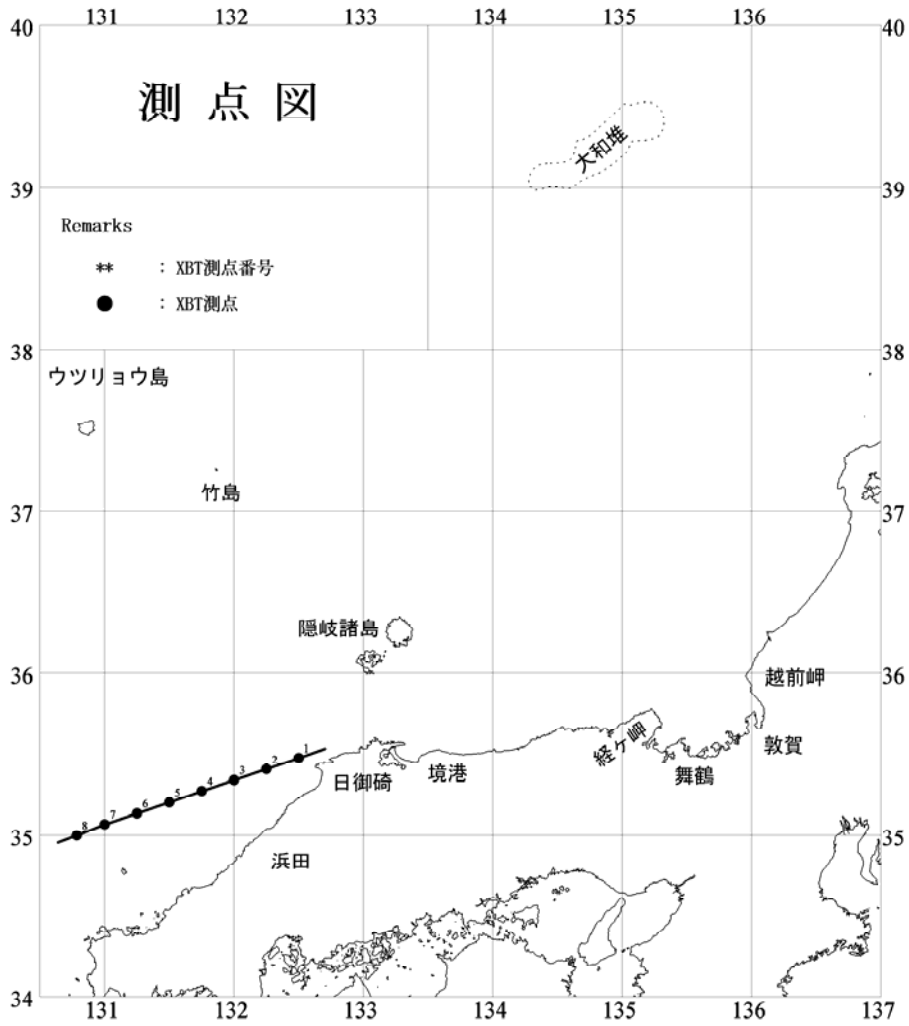 131 132 133 134 135 136
40 40
測点図
大和堆
39 39
Remarks
** : XBT測点番号
● : XBT測点
38 38
ウツリョウ島
竹島
37 37
隠岐諸島
36 36
越前岬
経ケ岬
敦賀
舞鶴
境港
日御碕
1
2
3
4
5
6
7
8
35 35
浜田
34
131 132 133 134 135 136 137